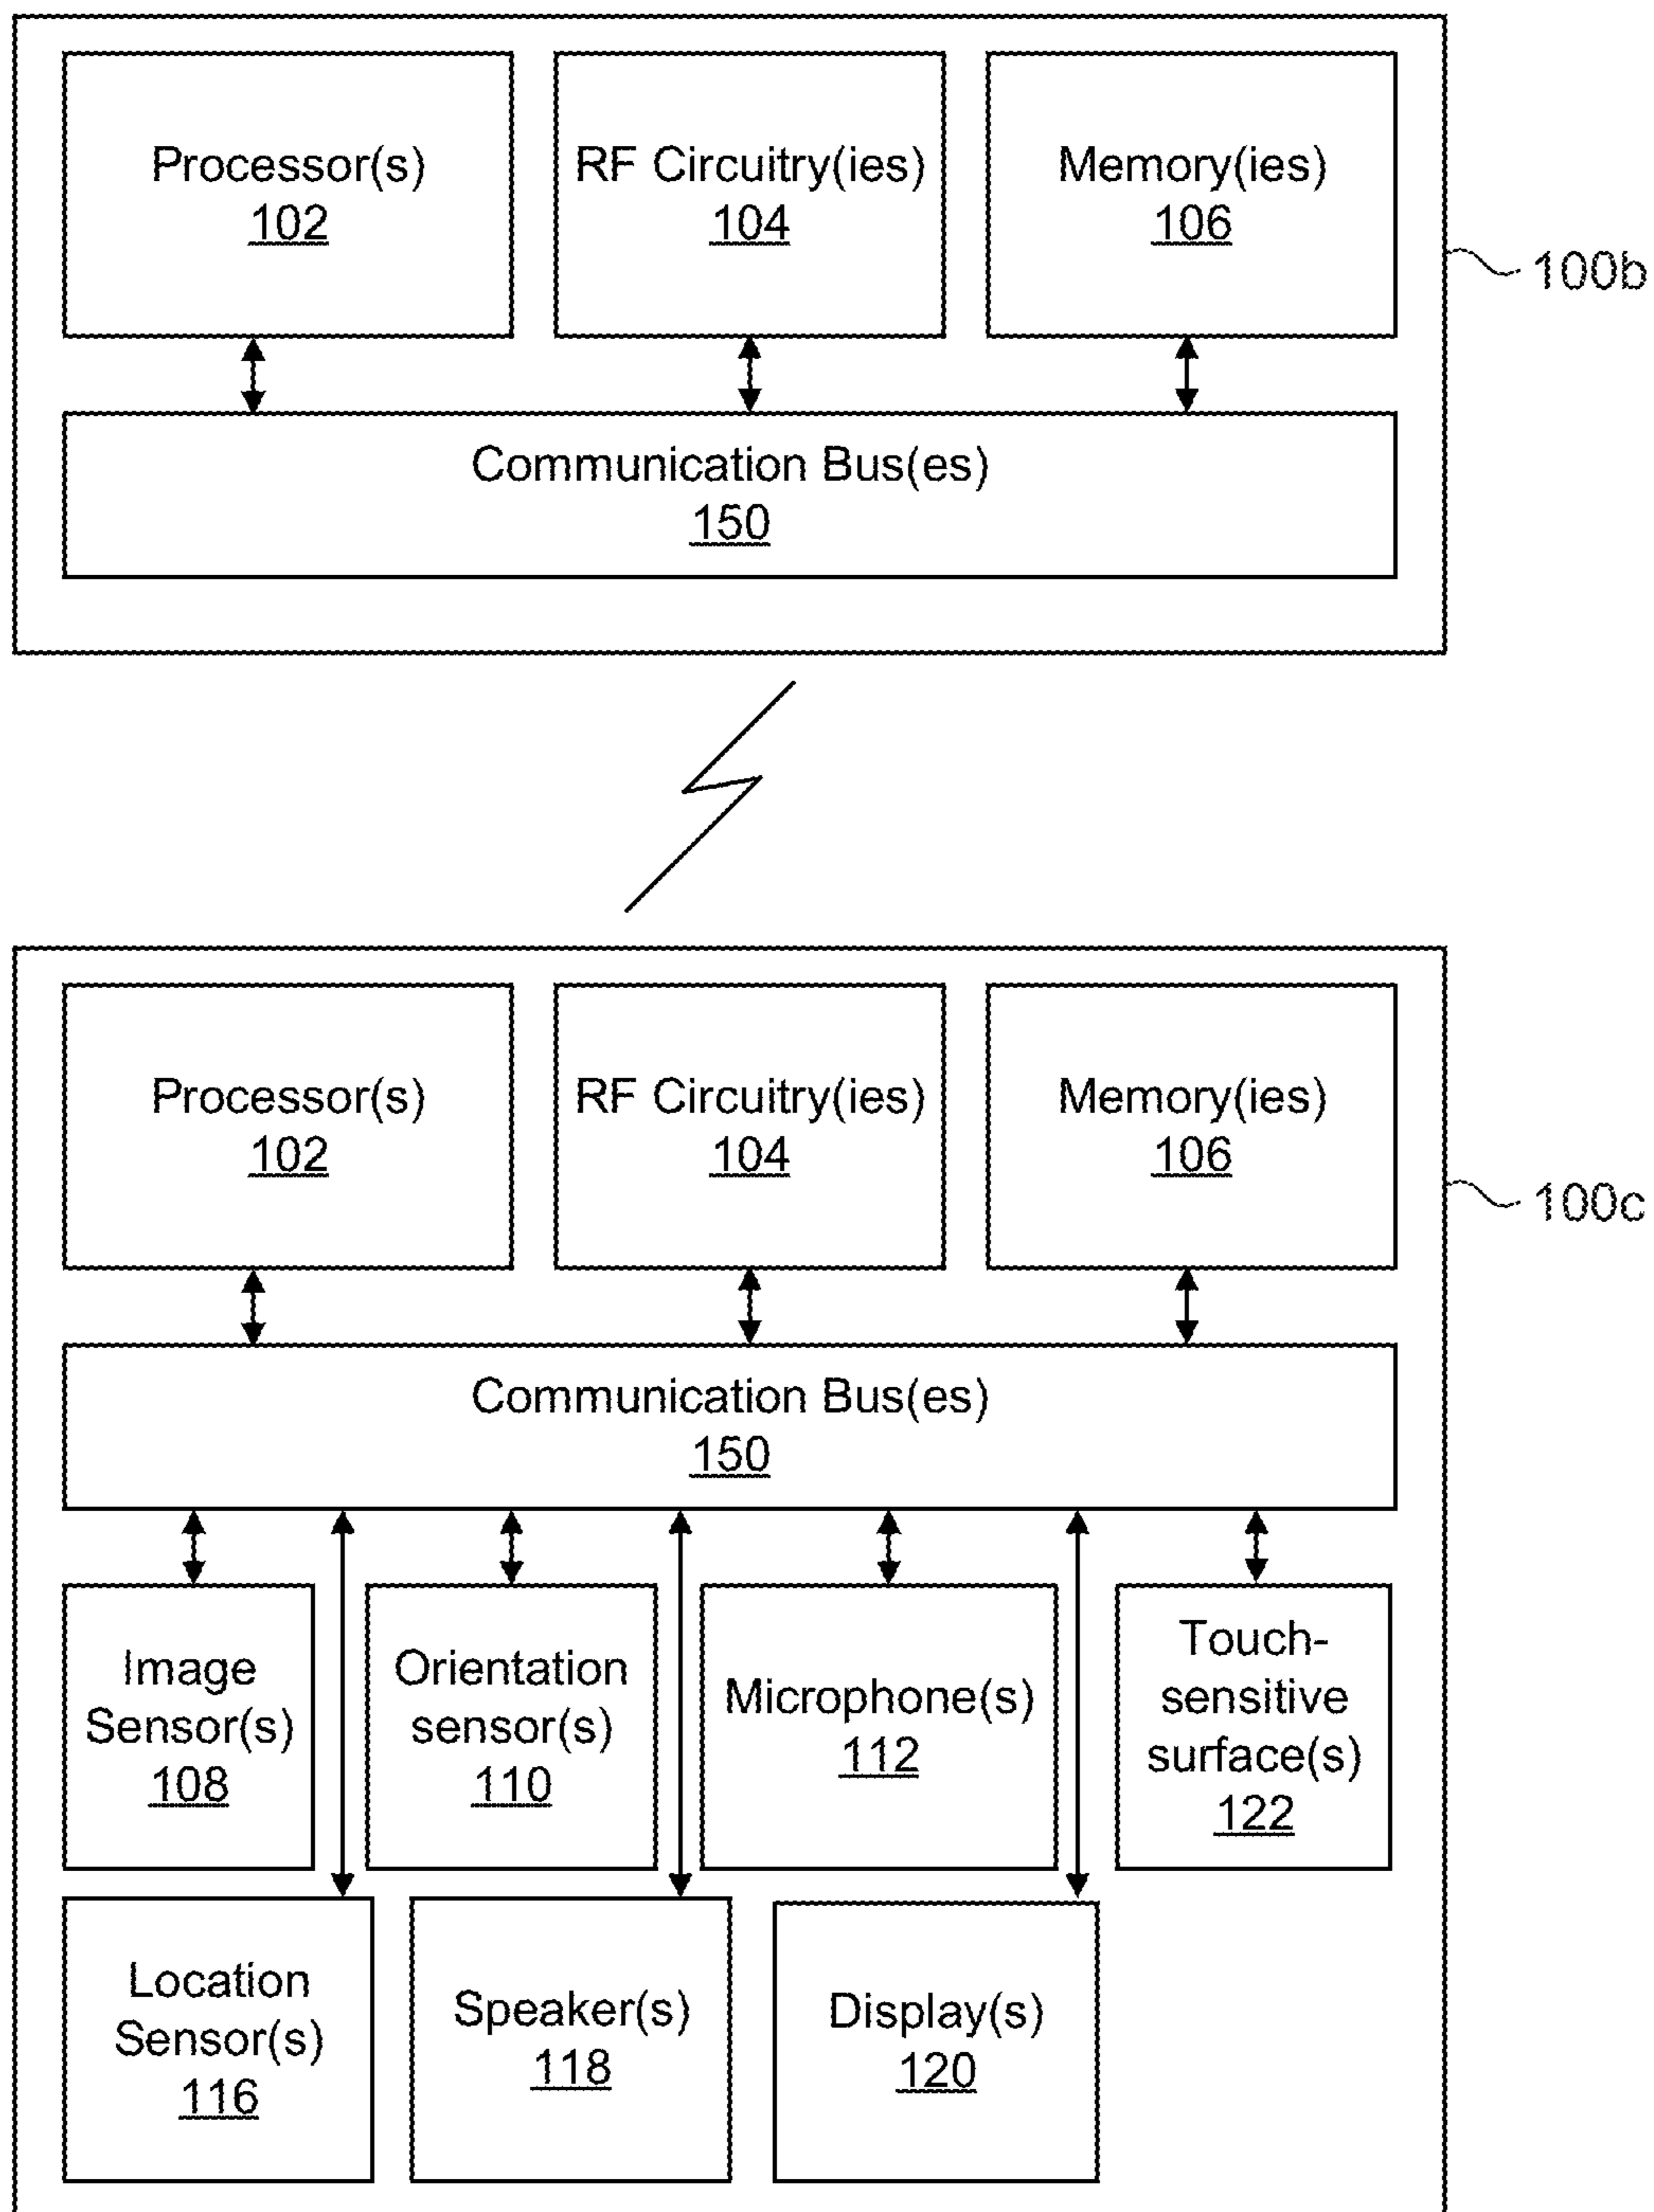 Processor(s)
102
RF Circuitry(ies)
104
Memory(ies)
106
100b
Communication Bus(es)
150
Processor(s)
102
RF Circuitry(ies)
104
Memory(ies)
106
100c
Communication Bus(es)
150
Image
Sensor(s)
108
Orientation
sensor(s)
110
Microphone(s)
112
Touch-
sensitive
surface(s)
122
Location
Sensor(s)
116
Speaker(s)
118
Display(s)
120